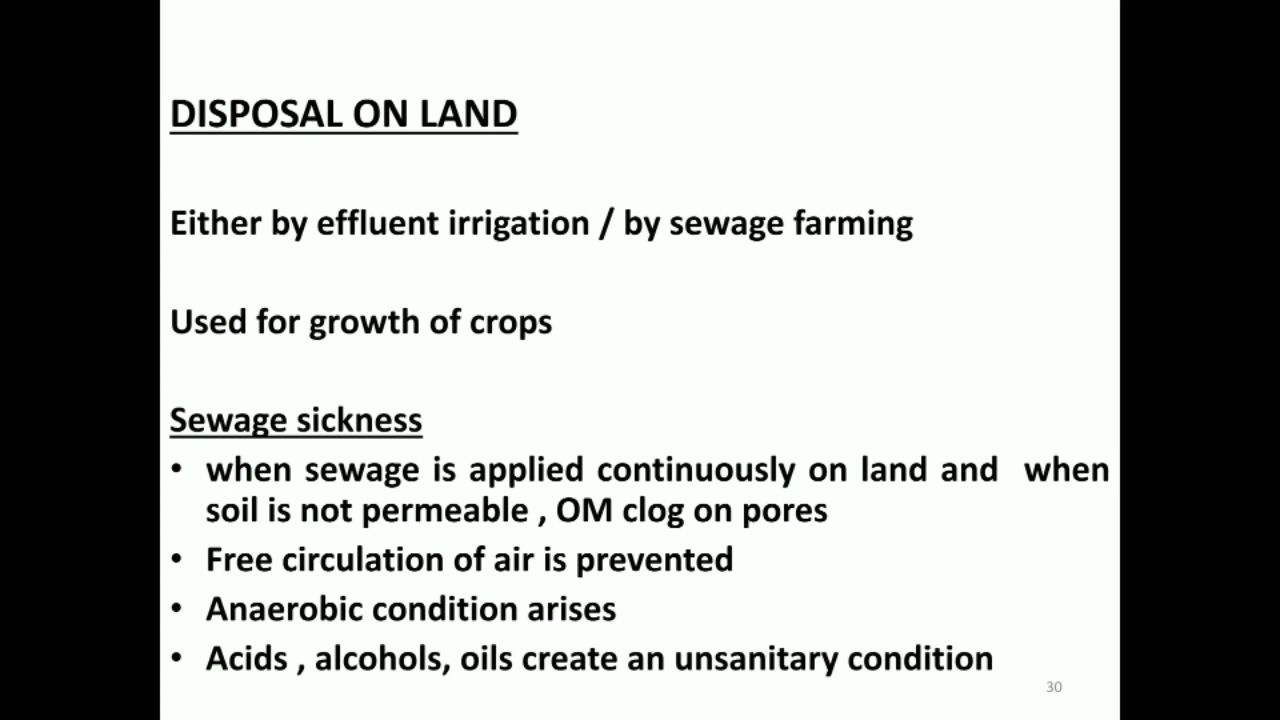 DISPOSAL ON LAND
Either by effluent irrigation / by sewage farming
Used for growth of crops
Sewage sickness
• when sewage is applied continuously on land and when
soil is not permeable , OM clog on pores
• Free circulation of air is prevented
• Anaerobic condition arises
• Acids , alcohols, oils create an unsanitary condition
30